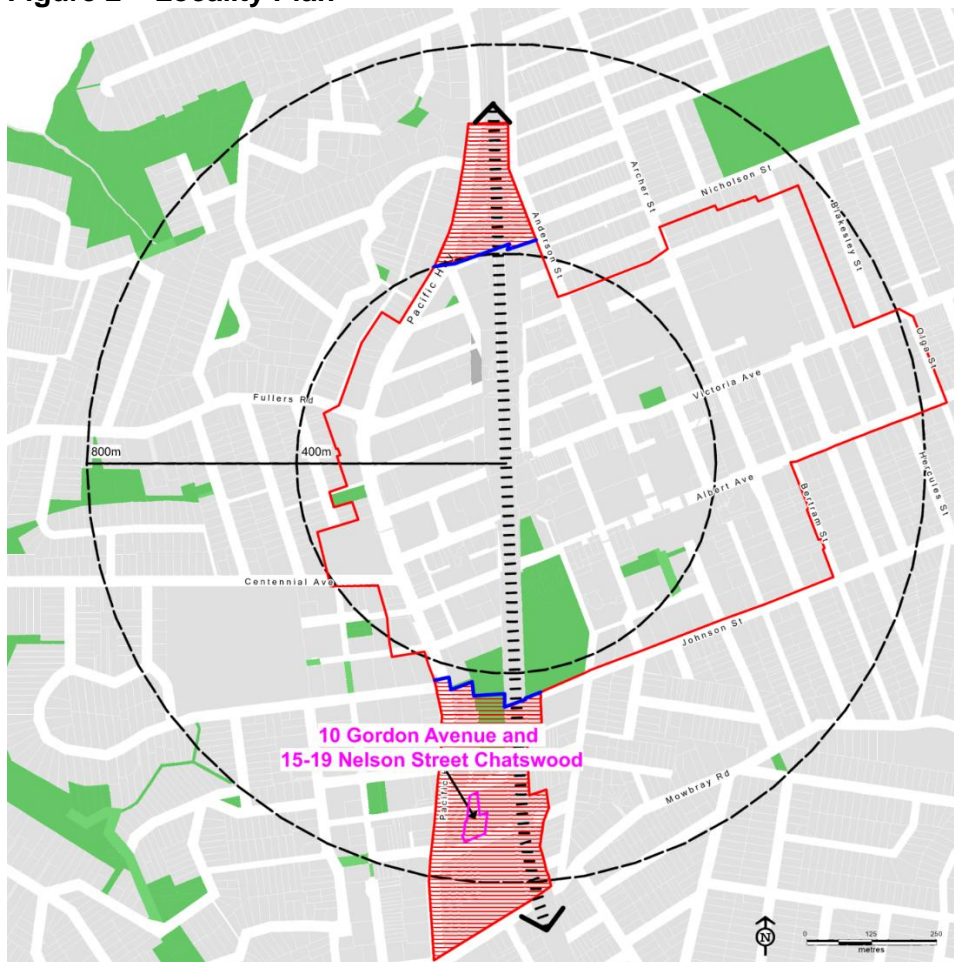 Figure 2 – Locality Plan
Archer St
Nicholson St
Anderson St
Blakesley St
Pacific Hwy
Olga St
Victoria Ave
Fullers Rd
800m
400m
Hercules St
Albert Ave
Bertram St
Centennial Ave
Johnson St
10 Gordon Avenue and
15-19 Nelson Street Chatswood
Mowbray Rd
Pacific
N
0 125 250
metres